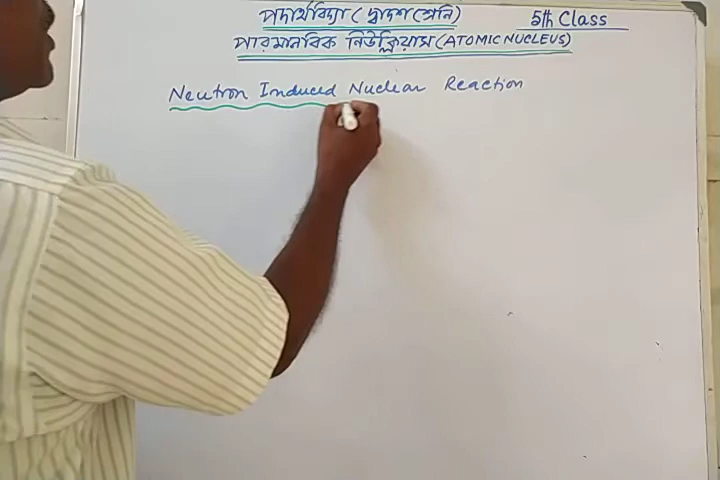 পদার্থবিদ্যা ( দ্বাদশ শ্রেনি) 5th Class
পারমানবিক নিউক্লিয়াস (ATOMIC NUCLEUS)
Neutron Induced Nuclear Reaction